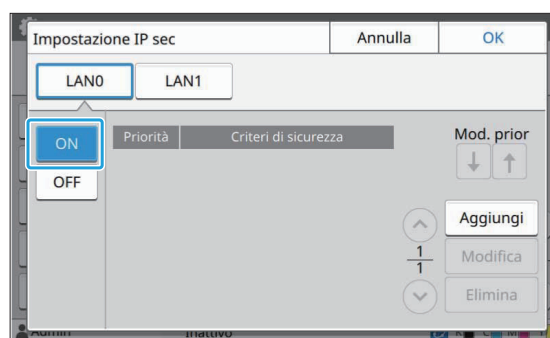 Impostazione IP sec Annulla OK
LAN0 LAN1
ON Priorità Criteri di sicurezza Mod. prior
OFF
Aggiungi
1
1
Modifica
Elimina
Admin Inattivo K C M